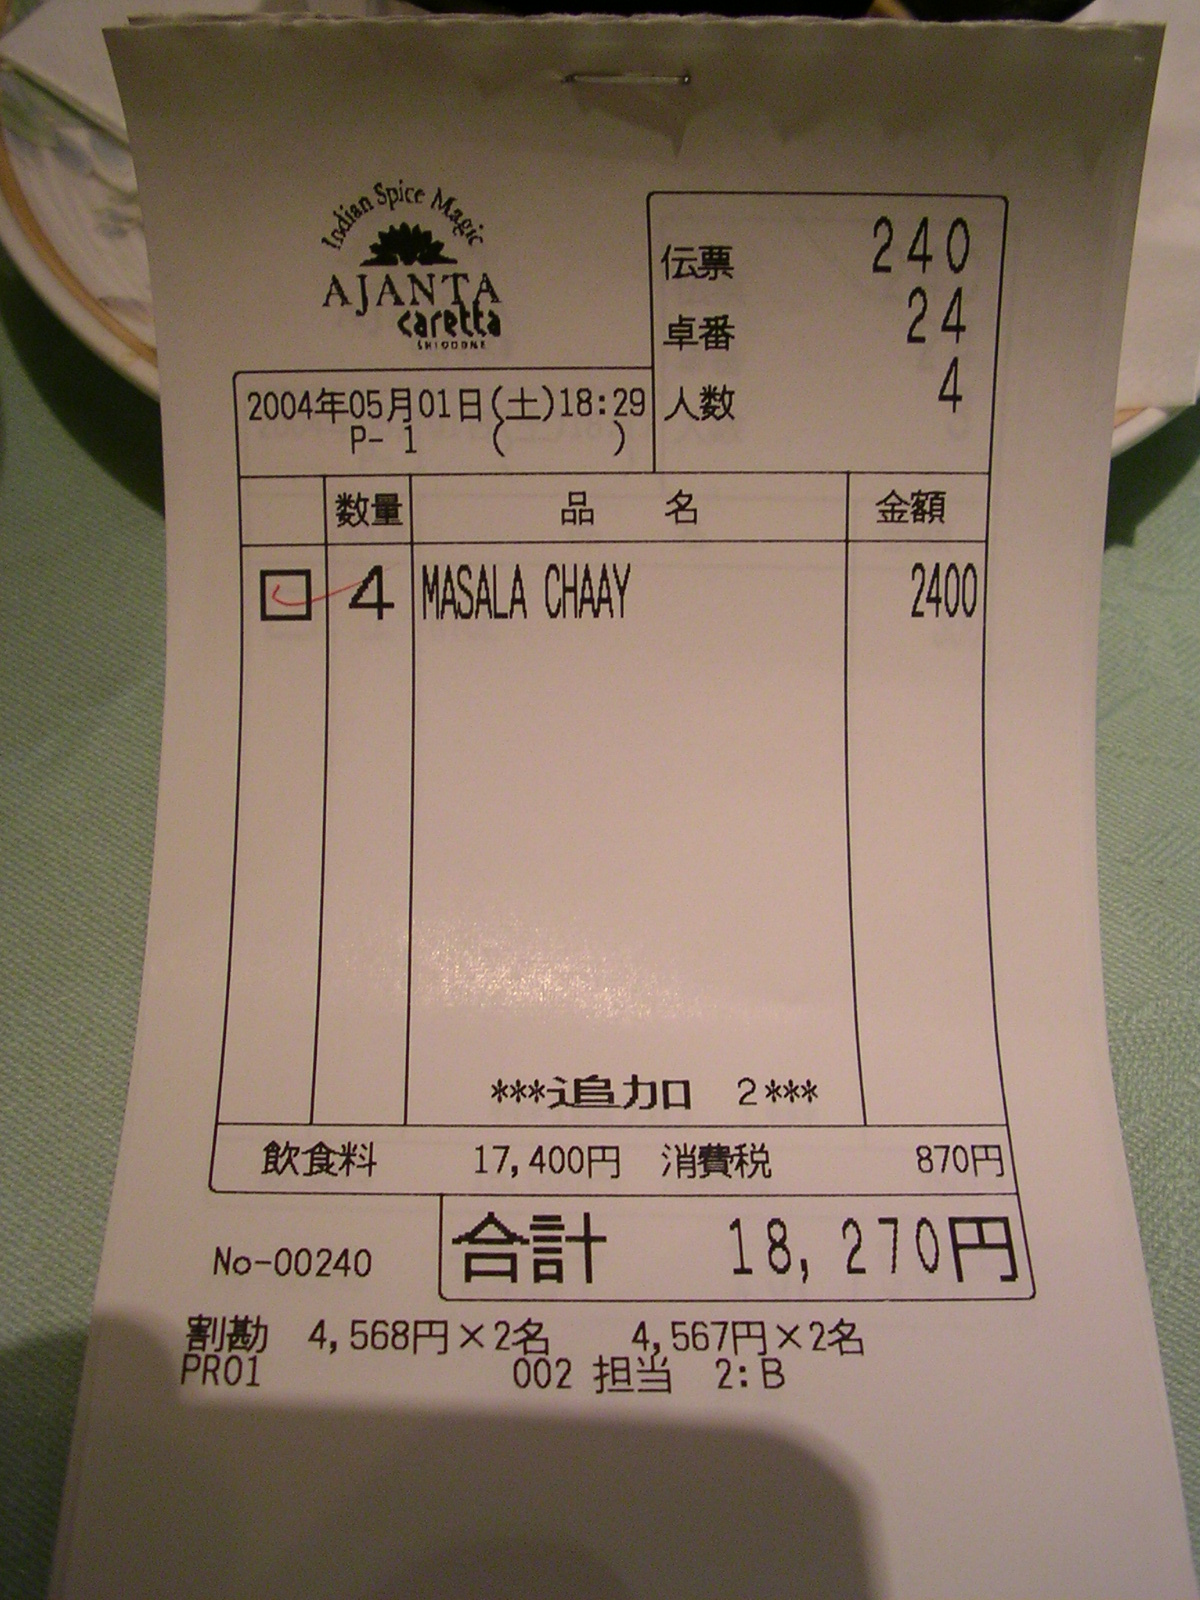 Indian Spice Magic
AJANTA
caretta
SHIODOME
伝票 240
卓番 24
人数 4
2004年05月01日(土)18:29
P- 1 ( )
数量 品 名 金額
4 MASALA CHAAY 2400
***追加 2***
飲食料 17,400円 消費税 870円
No-00240 合計 18,270円
割勘 4,568円×2名 4,567円×2名
PR01 002 担当 2:B